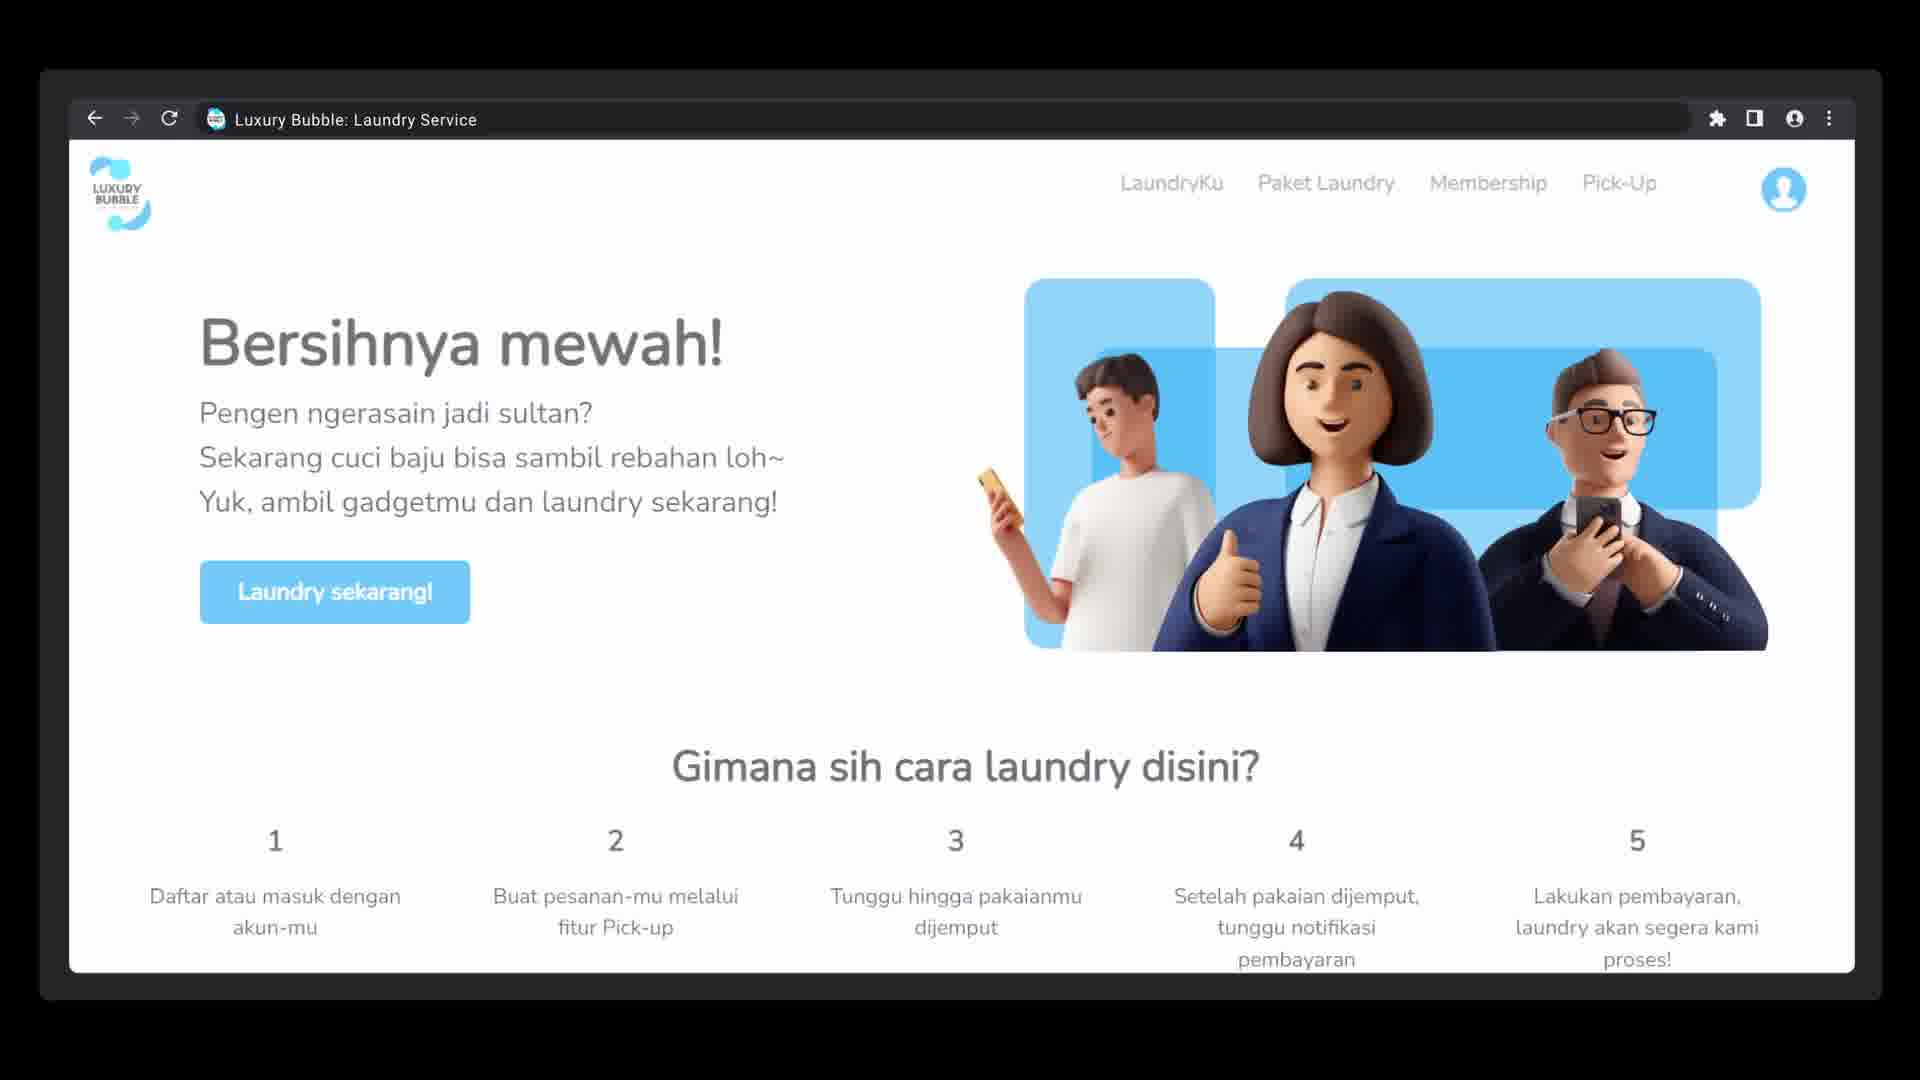 Luxury Bubble: Laundry Service
LUXURY
BUBBLE
LaundryKu Paket Laundry Membership Pick-Up
Bersihnya mewah!
Pengen ngerasain jadi sultan?
Sekarang cuci baju bisa sambil rebahan loh~
Yuk, ambil gadgetmu dan laundry sekarang!
Laundry sekarang!
Gimana sih cara laundry disini?
1
Daftar atau masuk dengan
akun-mu
2
Buat pesanan-mu melalui
fitur Pick-up
3
Tunggu hingga pakaianmu
dijemput
4
Setelah pakaian dijemput,
tunggu notifikasi
pembayaran
5
Lakukan pembayaran,
laundry akan segera kami
proses!